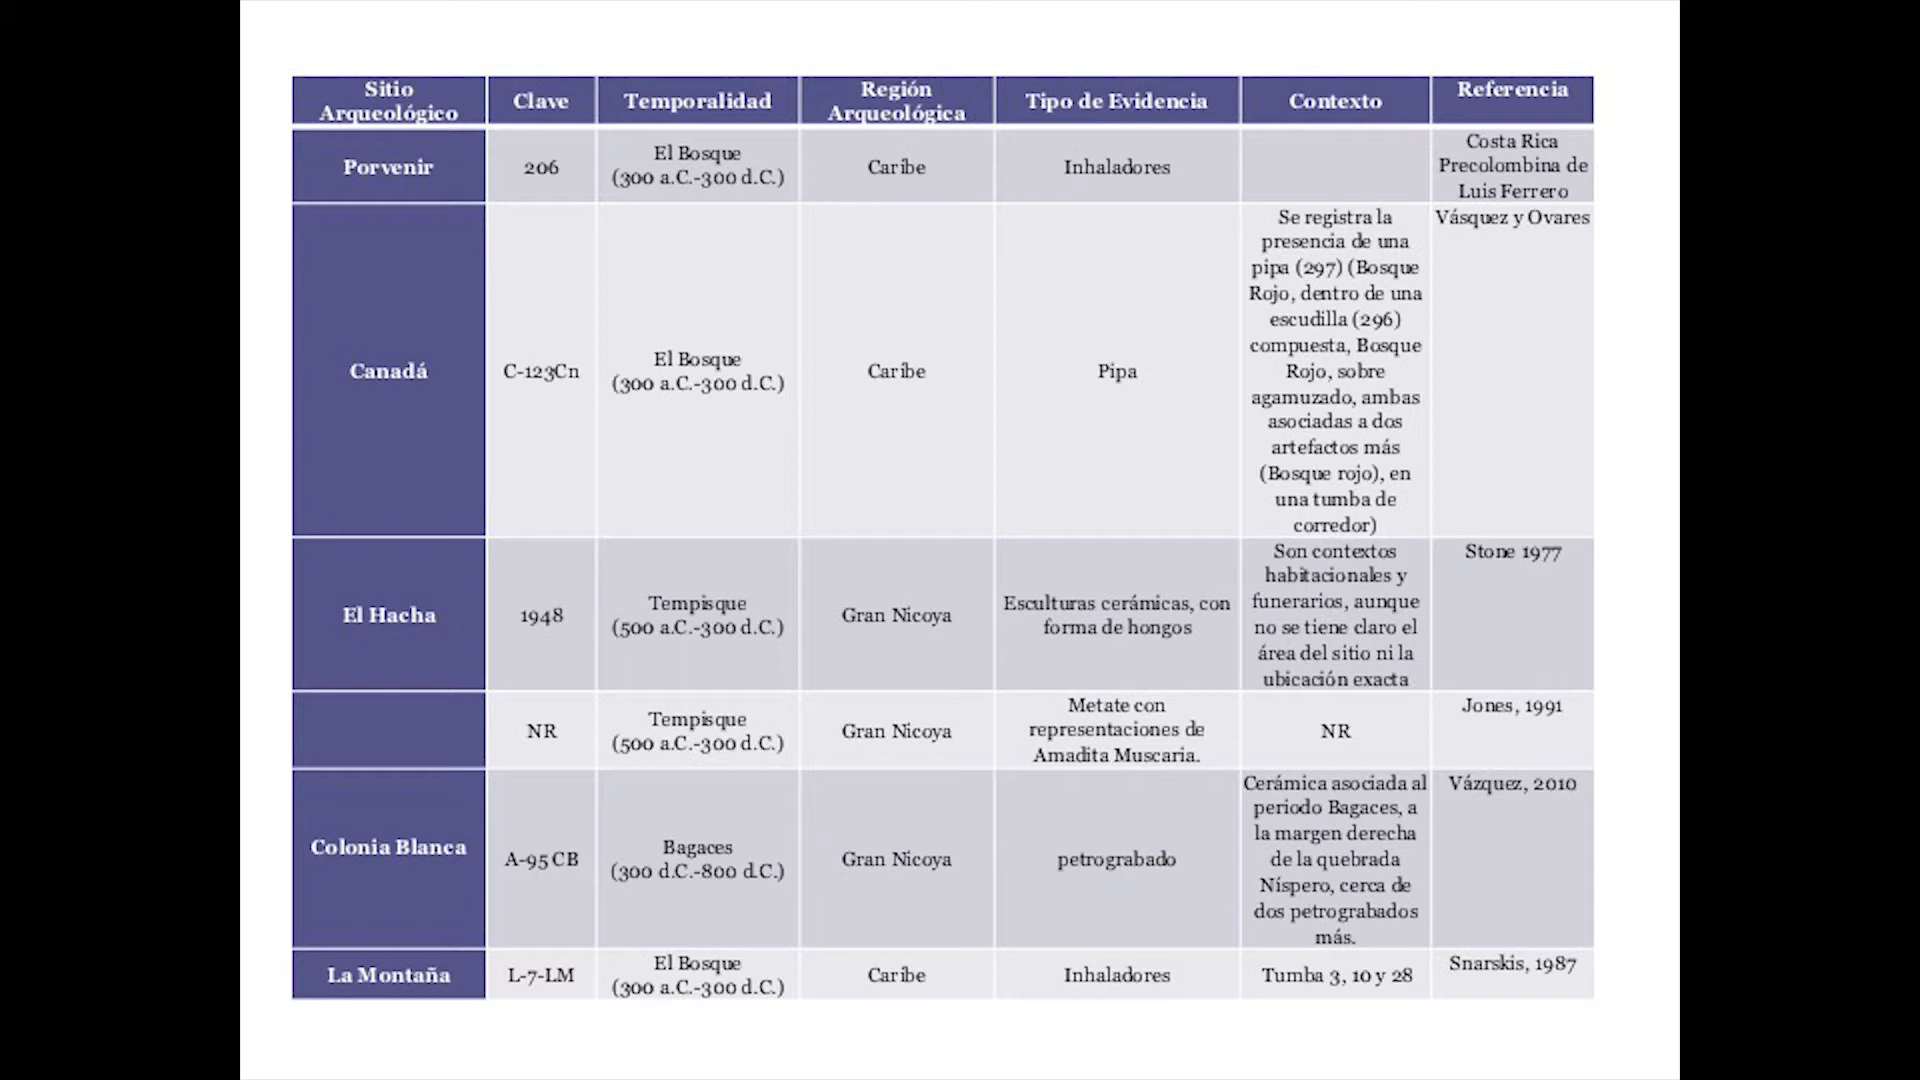 Sitio
Arqueológico
Clave
Temporalidad
Región
Arqueológica
Tipo de Evidencia
Contexto
Referencia
Porvenir
206
El Bosque
(300 a.C.-300 d.C.)
Caribe
Inhaladores
Costa Rica
Precolombina de
Luis Ferrero
Canadá
C-123Cn
El Bosque
(300 a.C.-300 d.C.)
Caribe
Pipa
Se registra la
presencia de una
pipa (297) (Bosque
Rojo, dentro de una
escudilla (296)
compuesta, Bosque
Rojo, sobre
agamuzado, ambas
asociadas a dos
artefactos más
(Bosque rojo), en
una tumba de
corredor)
Vásquez y Ovares
El Hacha
1948
Tempisque
(500 a.C.-300 d.C.)
Gran Nicoya
Esculturas cerámicas, con
forma de hongos
Son contextos
habitacionales y
funerarios, aunque
no se tiene claro el
área del sitio ni la
ubicación exacta
Stone 1977
NR
Tempisque
(500 a.C.-300 d.C.)
Gran Nicoya
Metate con
representaciones de
Amadita Muscaria.
NR
Jones, 1991
Colonia Blanca
A-95 CB
Bagaces
(300 d.C.-800 d.C.)
Gran Nicoya
petrograbado
Cerámica asociada al
periodo Bagaces, a
la margen derecha
de la quebrada
Níspero, cerca de
dos petrograbados
más.
Vázquez, 2010
La Montaña
L-7-LM
El Bosque
(300 a.C.-300 d.C.)
Caribe
Inhaladores
Tumba 3, 10 y 28
Snarskis, 1987